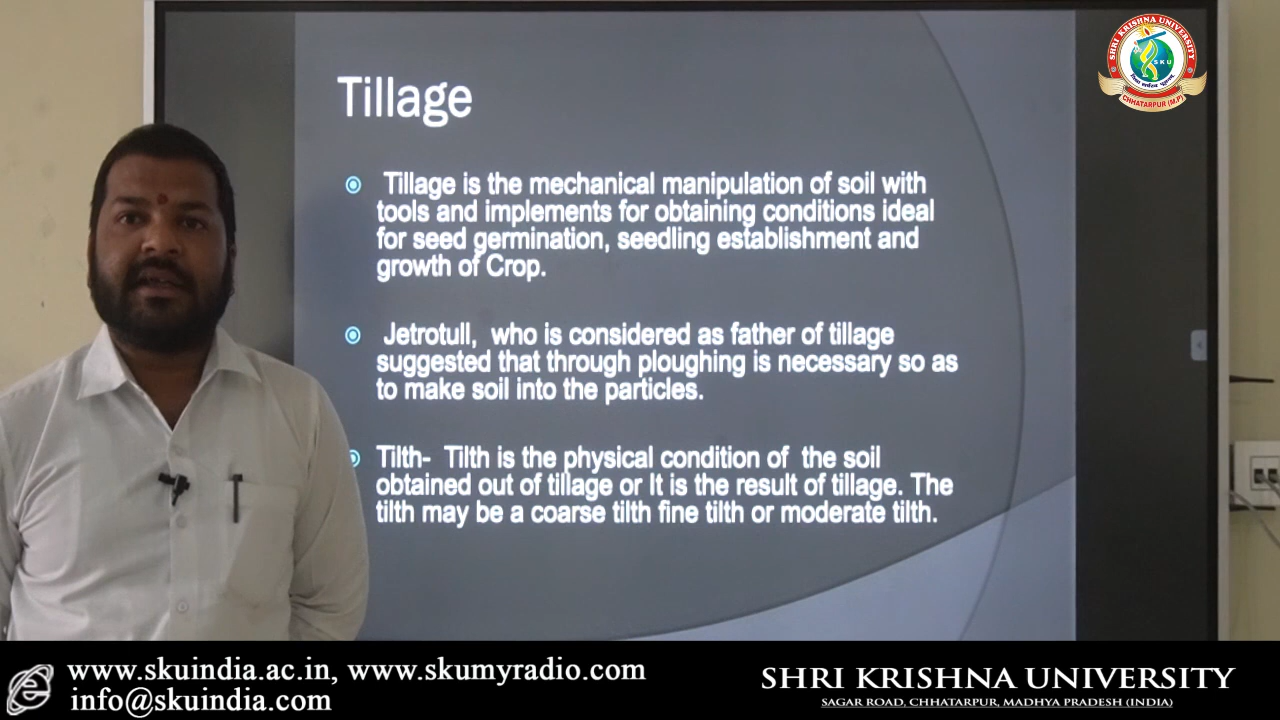 Tillage
Tillage is the mechanical manipulation of soil with
tools and implements for obtaining conditions ideal
for seed germination, seedling establishment and
growth of Crop.
Jetrotull, who is considered as father of tillage
suggested that through ploughing is necessary so as
to make soil into the particles.
Tilth- Tilth is the physical condition of the soil
obtained out of tillage or It is the result of tillage. The
tilth may be a coarse tilth fine tilth or moderate tilth.
SHRI KRISHNA UNIVERSITY
SKU
CHHATARPUR (M.P)
www.skuindia.ac.in, www.skumyradio.com
info@skuindia.com
SHRI KRISHNA UNIVERSITY
SAGAR ROAD, CHHATARPUR, MADHYA PRADESH (INDIA)